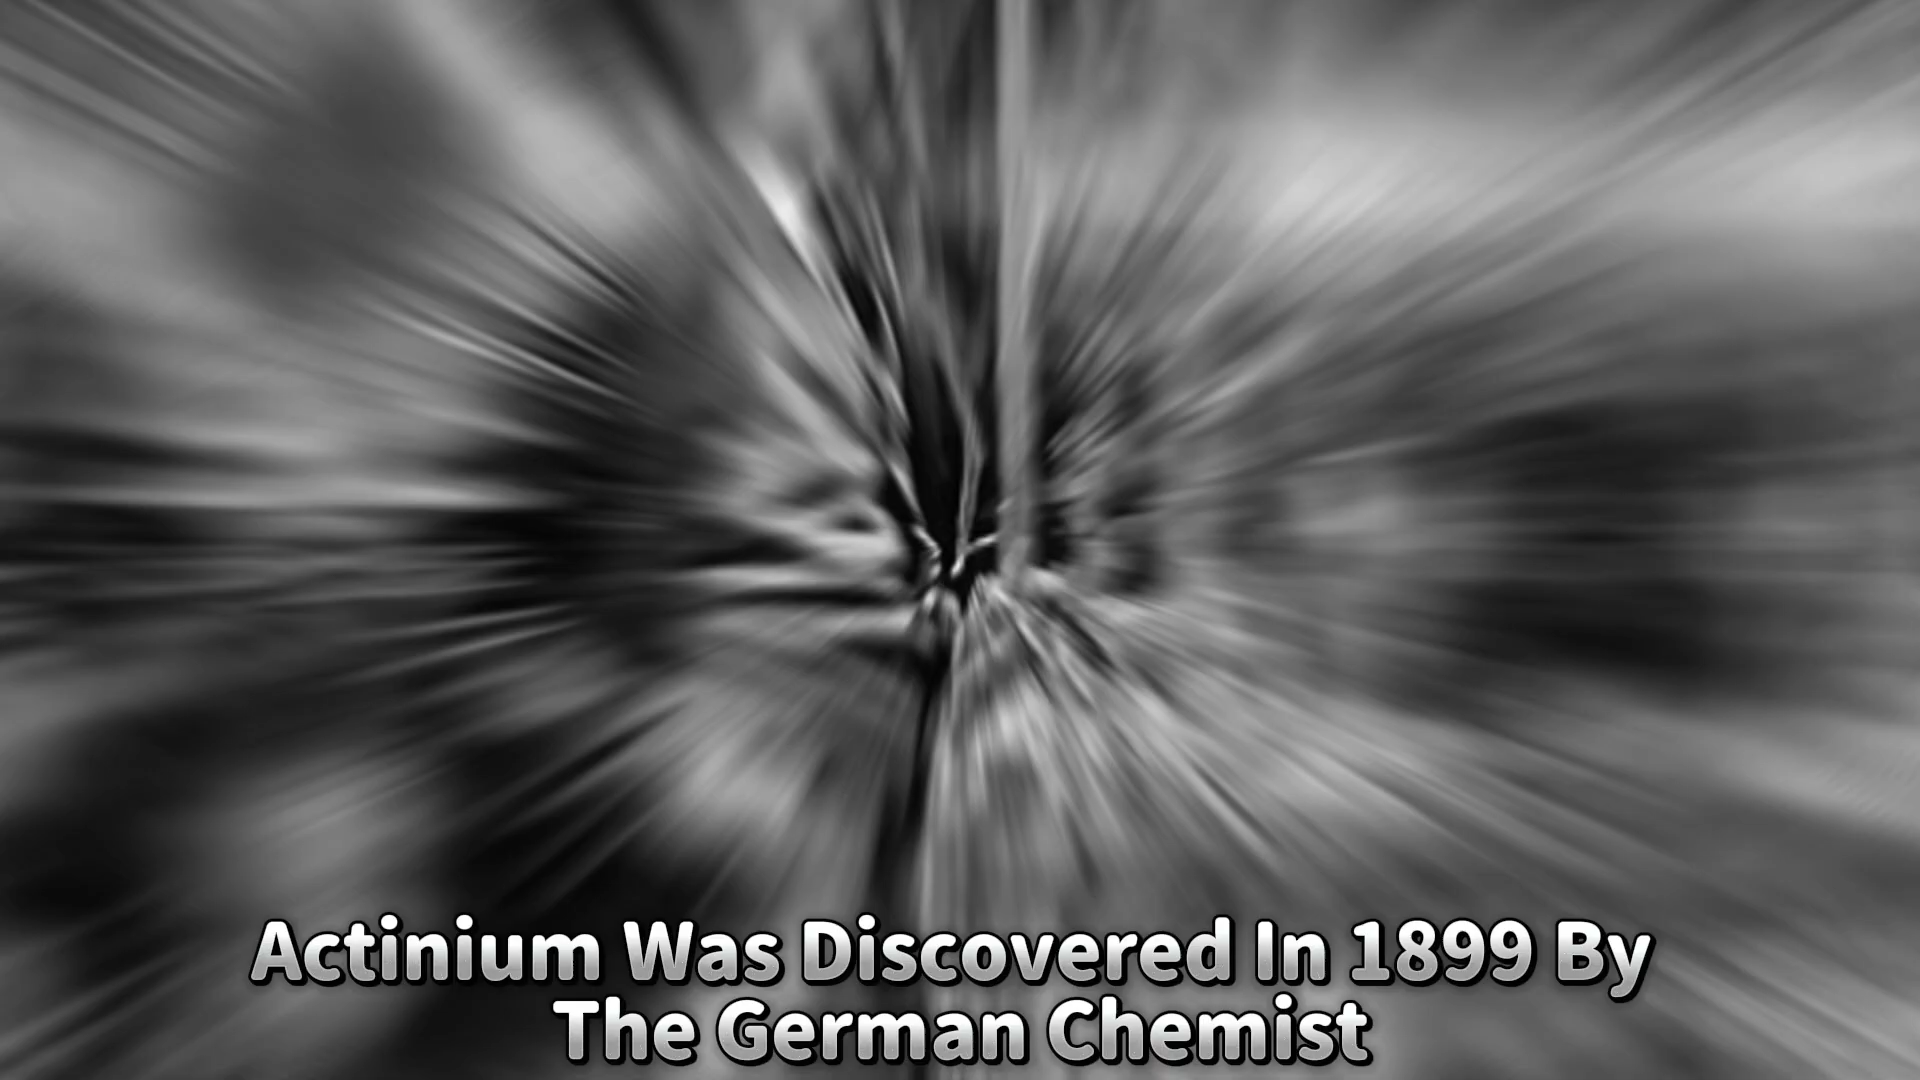 Actinium Was Discovered In 1899 By
The German Chemist